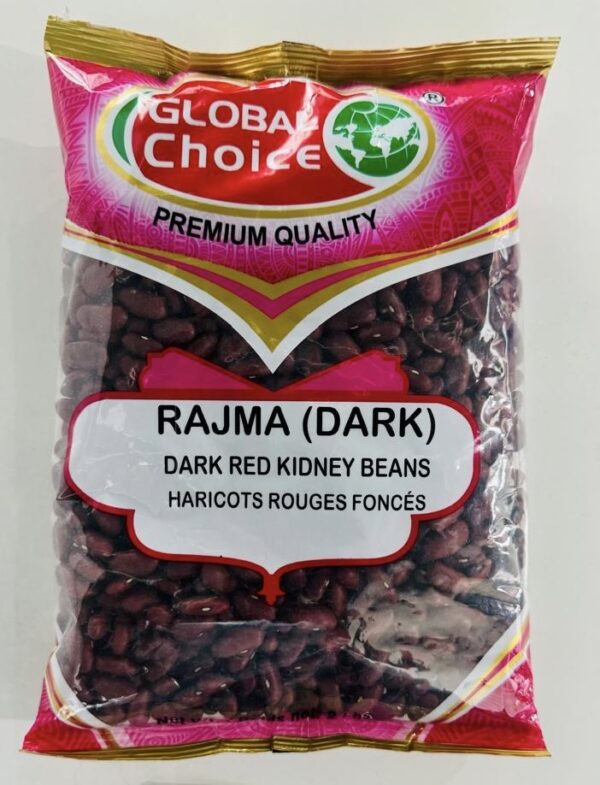 GLOBAL
Choice
®
PREMIUM QUALITY
RAJMA (DARK)
DARK RED KIDNEY BEANS
HARICOTS ROUGES FONCÉS